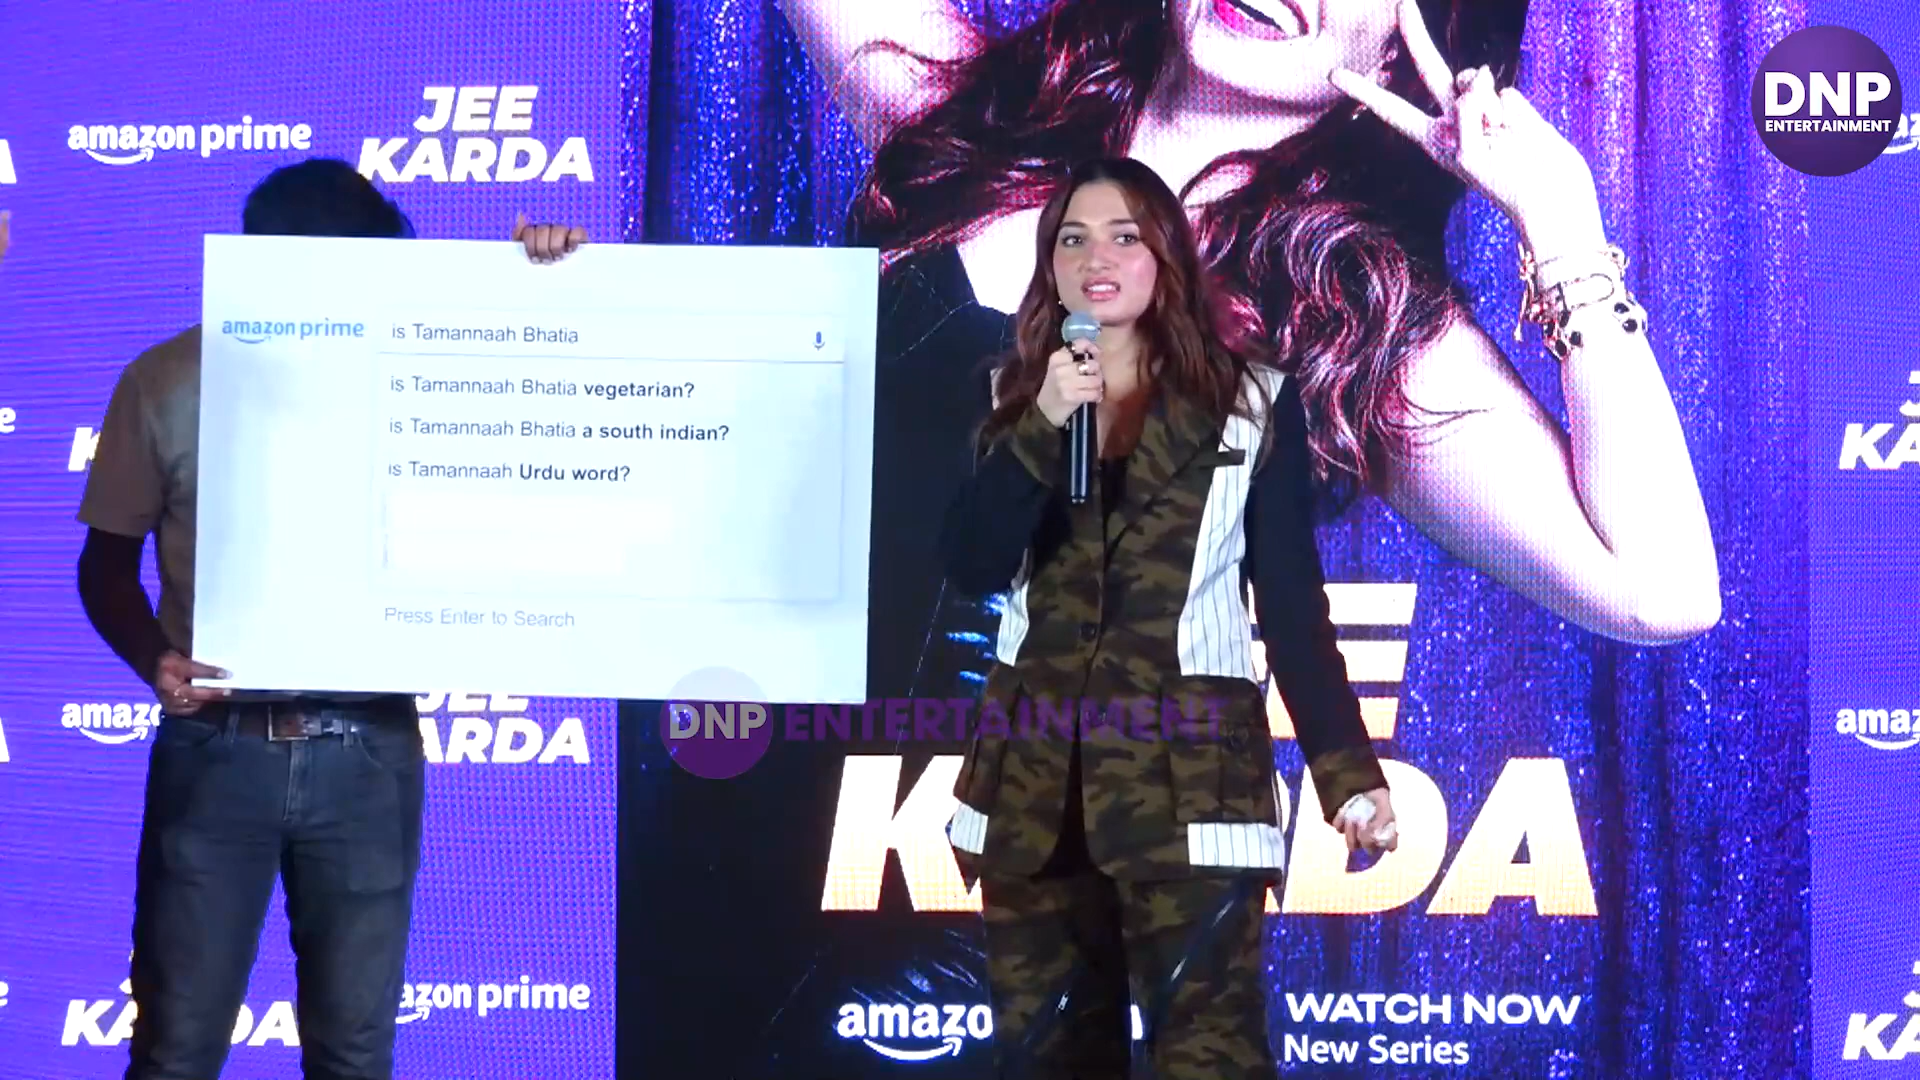 DNP
ENTERTAINMENT
amazon prime
JEE
KARDA
amazon prime
is Tamannaah Bhatia
is Tamannaah Bhatia vegetarian?
is Tamannaah Bhatia a south indian?
is Tamannaah Urdu word?
Press Enter to Search
DNP ENTERTAINMENT
prime
WATCH NOW
New Series